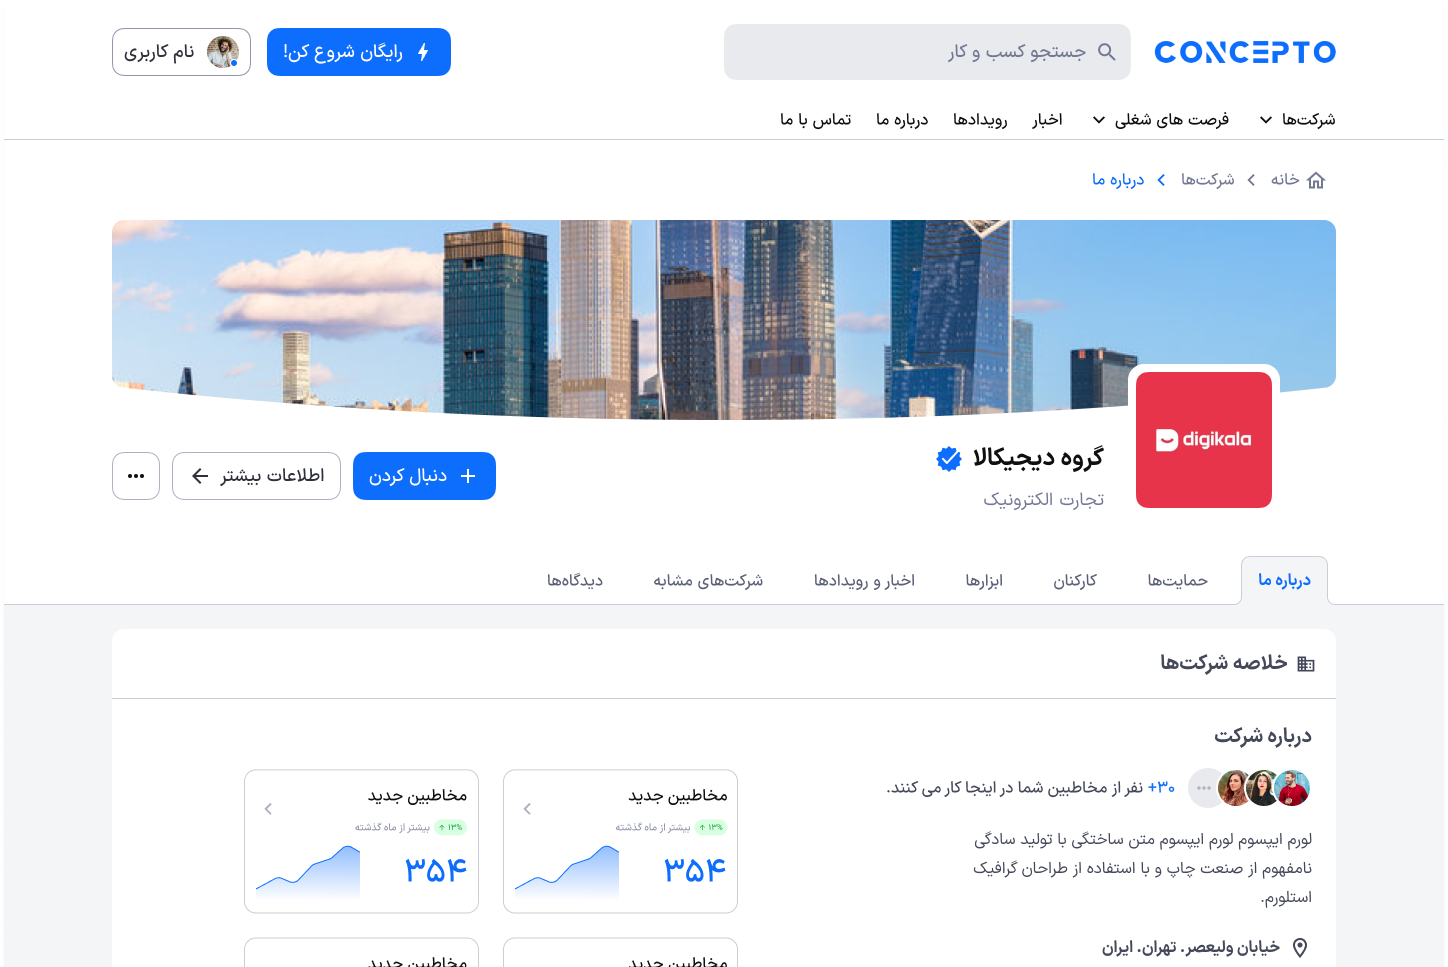 CONCEPTO
جستجو کسب و کار
رایگان شروع کن!
نام کاربری
شرکت‌ها
فرصت های شغلی
اخبار
رویدادها
درباره ما
تماس با ما
خانه
شرکت‌ها
درباره ما
digikala
گروه دیجیکالا
تجارت الکترونیک
دنبال کردن
اطلاعات بیشتر
درباره ما
حمایت‌ها
کارکنان
ابزارها
اخبار و رویدادها
شرکت‌های مشابه
دیدگاه‌ها
خلاصه شرکت‌ها
درباره شرکت
۳۰+ نفر از مخاطبین شما در اینجا کار می کنند.
لورم ایپسوم لورم ایپسوم متن ساختگی با تولید سادگی
نامفهوم از صنعت چاپ و با استفاده از طراحان گرافیک
استلورم.
خیابان ولیعصر. تهران. ایران
مخاطبین جدید
۱۳% بیشتر از ماه گذشته
۳۵۴
مخاطبین جدید
۱۳% بیشتر از ماه گذشته
۳۵۴
مخاطبین جدید
مخاطبین جدید